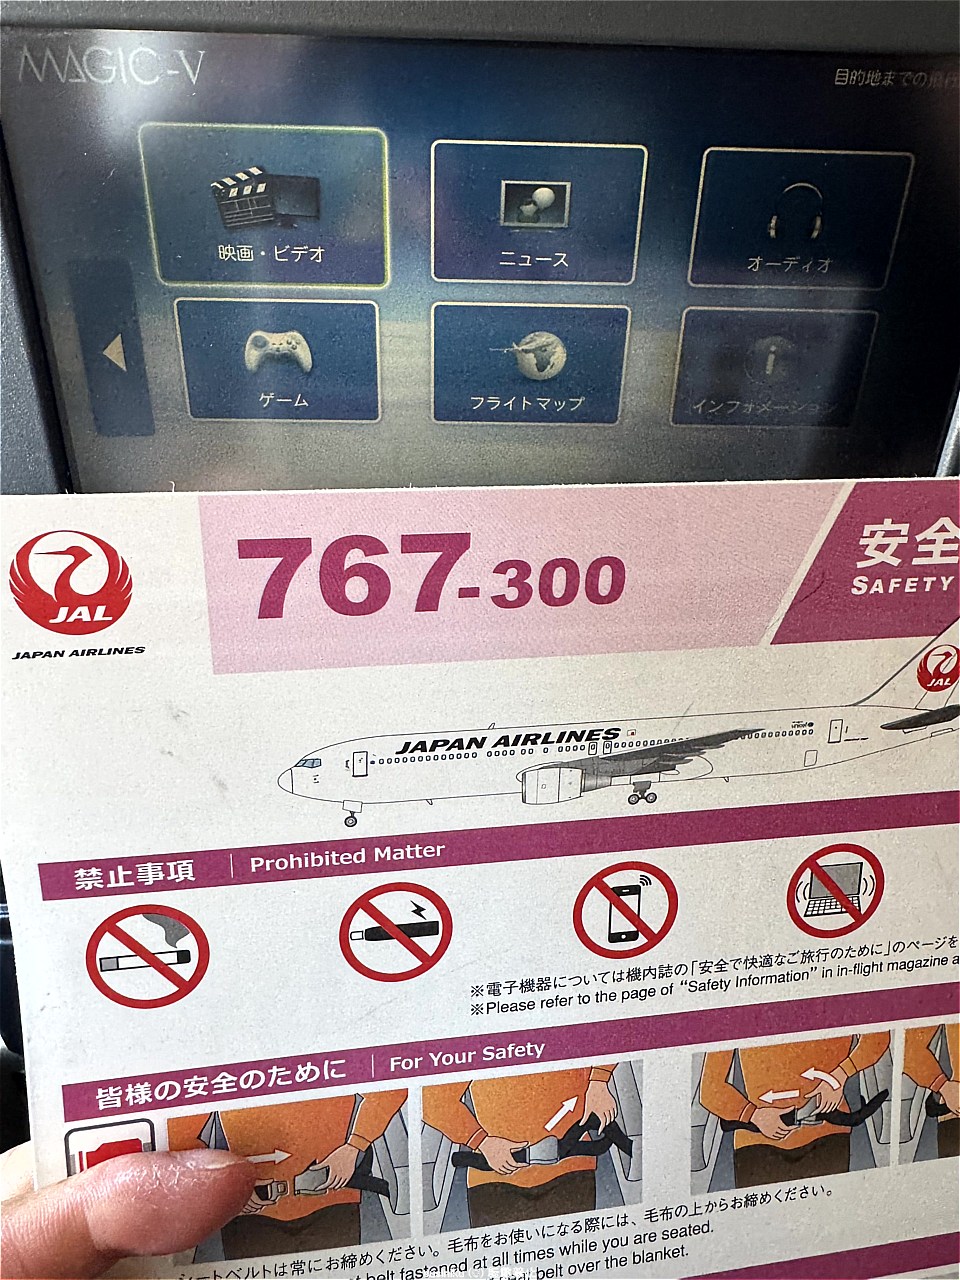 MAGIC-V
目的地までの飛行
映画・ビデオ
ニュース
オーディオ
ゲーム
フライトマップ
インフォメーション
767-300
安全
SAFETY
JAL
JAPAN AIRLINES
JAL
JAPAN AIRLINES
禁止事項 | Prohibited Matter
※電子機器については機内誌の「安全で快適なご旅行のために」のページを
※Please refer to the page of “Safety Information” in in-flight magazine a
皆様の安全のために | For Your Safety
シートベルトは常にお締めください。毛布をお使いになる際には、毛布の上からお締めください。
belt fastened at all times while you are seated.
belt over the blanket.